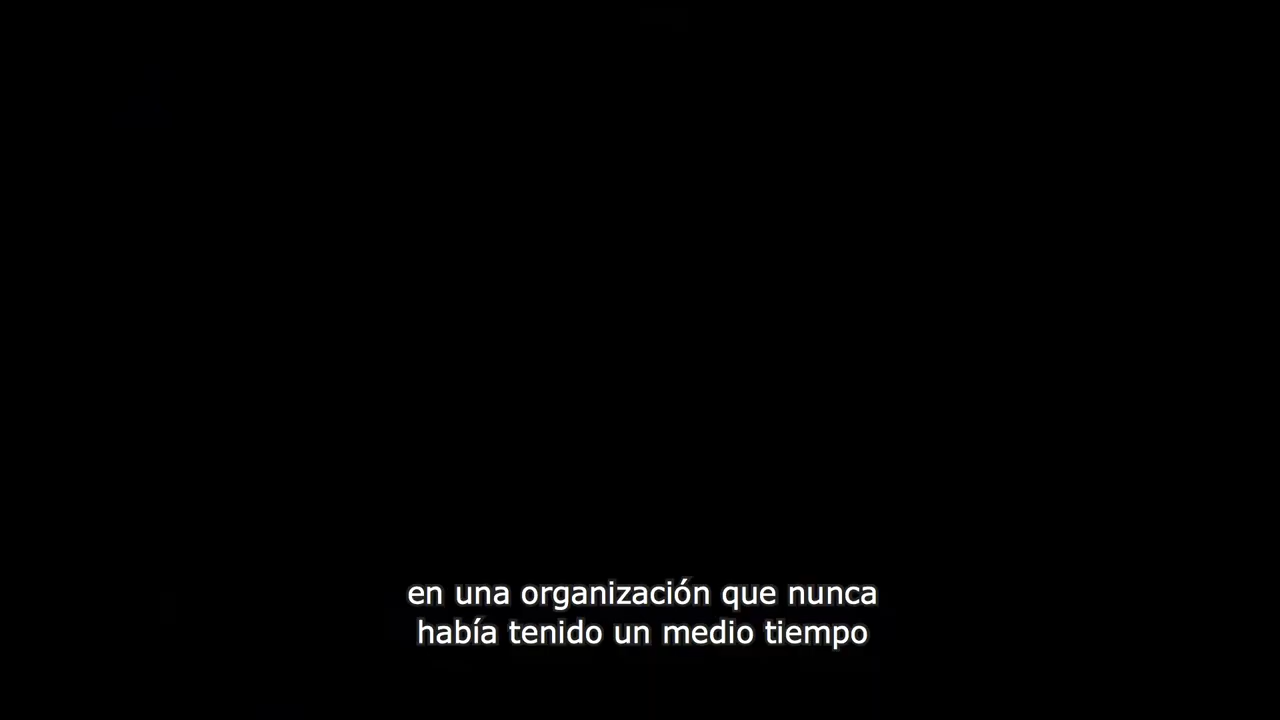 en una organización que nunca
había tenido un medio tiempo